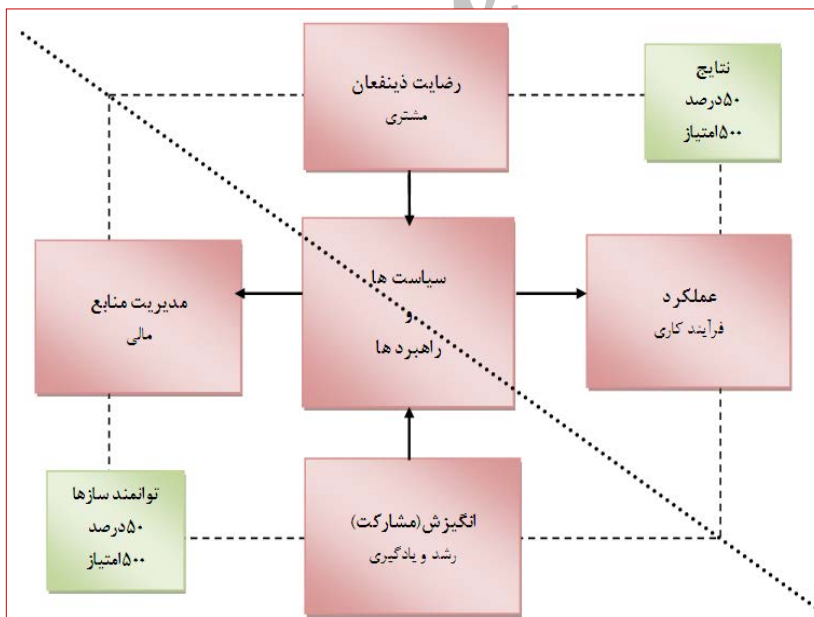 رضایت ذینفعان
مشتری
نتایج
۵۰درصد
۵۰۰امتیاز
سیاست ها
و
راهبرد ها
عملکرد
فرآیند کاری
مدیریت منابع
مالی
انگیزش(مشارکت)
رشد و یادگیری
توانمند سازها
۵۰درصد
۵۰۰امتیاز